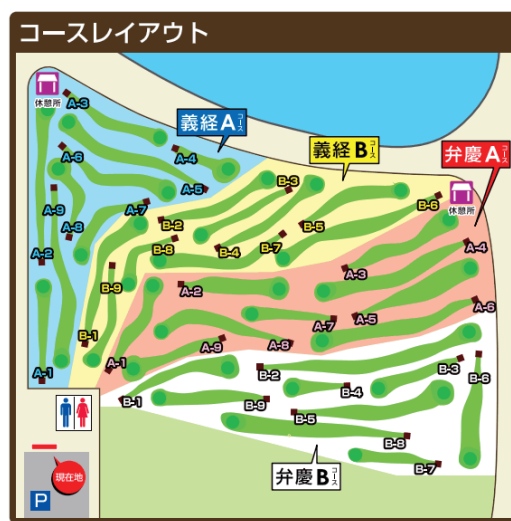 コースレイアウト
休憩所
A-3
義経Aコース
A-4
A-6
義経Bコース
弁慶Aコース
A-5
B-3
A-9
A-7
B-6
休憩所
B-2
A-8
B-5
B-8
B-4
B-7
A-4
A-2
A-3
B-9
A-2
A-6
A-7
A-5
B-1
A-9
A-8
A-1
A-1
B-2
B-3
B-6
B-4
B-1
B-9
B-5
B-8
弁慶Bコース
B-7
現在地
P